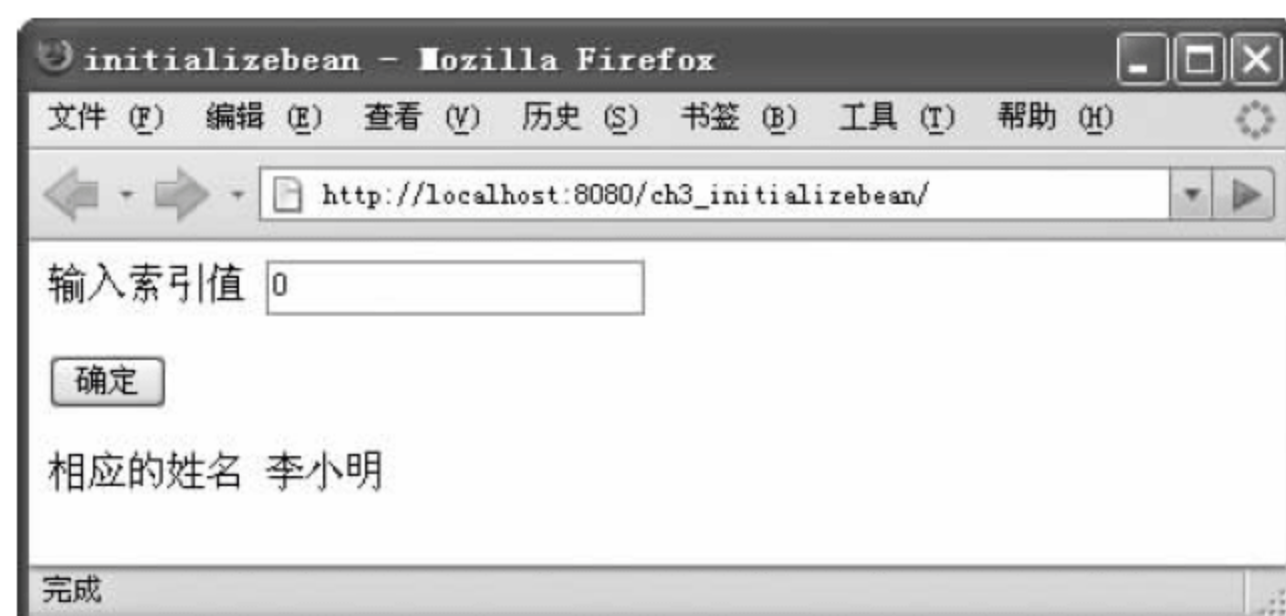 initializebean - Mozilla Firefox
文件 (F) 编辑 (E) 查看 (V) 历史 (S) 书签 (B) 工具 (T) 帮助 (H)
http://localhost:8080/ch3_initializebean/
输入索引值 0
确定
相应的姓名 李小明
完成